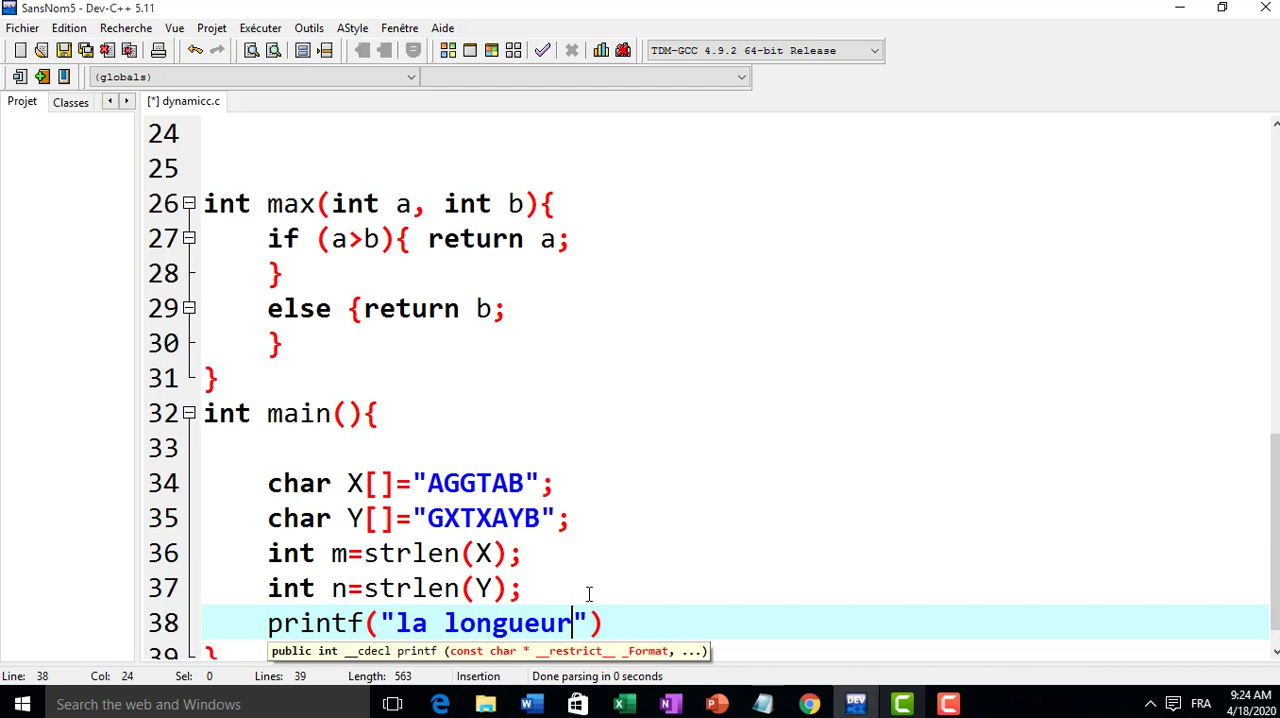 SansNom5 - Dev-C++ 5.11
Fichier Edition Recherche Vue Projet Exécuter Outils AStyle Fenêtre Aide
TDM-GCC 4.9.2 64-bit Release
(globals)
Projet Classes [*] dynamicc.c
24
25
26 int max(int a, int b){
27 if (a>b){ return a;
28 }
29 else {return b;
30 }
31 }
32 int main(){
33
34 char X[]="AGGTAB";
35 char Y[]="GXTXAYB";
36 int m=strlen(X);
37 int n=strlen(Y);
38 printf("la longueur")
39 }
public int __cdecl printf (const char * __restrict__ _Format, ...)
Line: 38 Col: 24 Sel: 0 Lines: 39 Length: 563 Insertion Done parsing in 0 seconds
Search the web and Windows
DEV
FRA
9:24 AM
4/18/2020